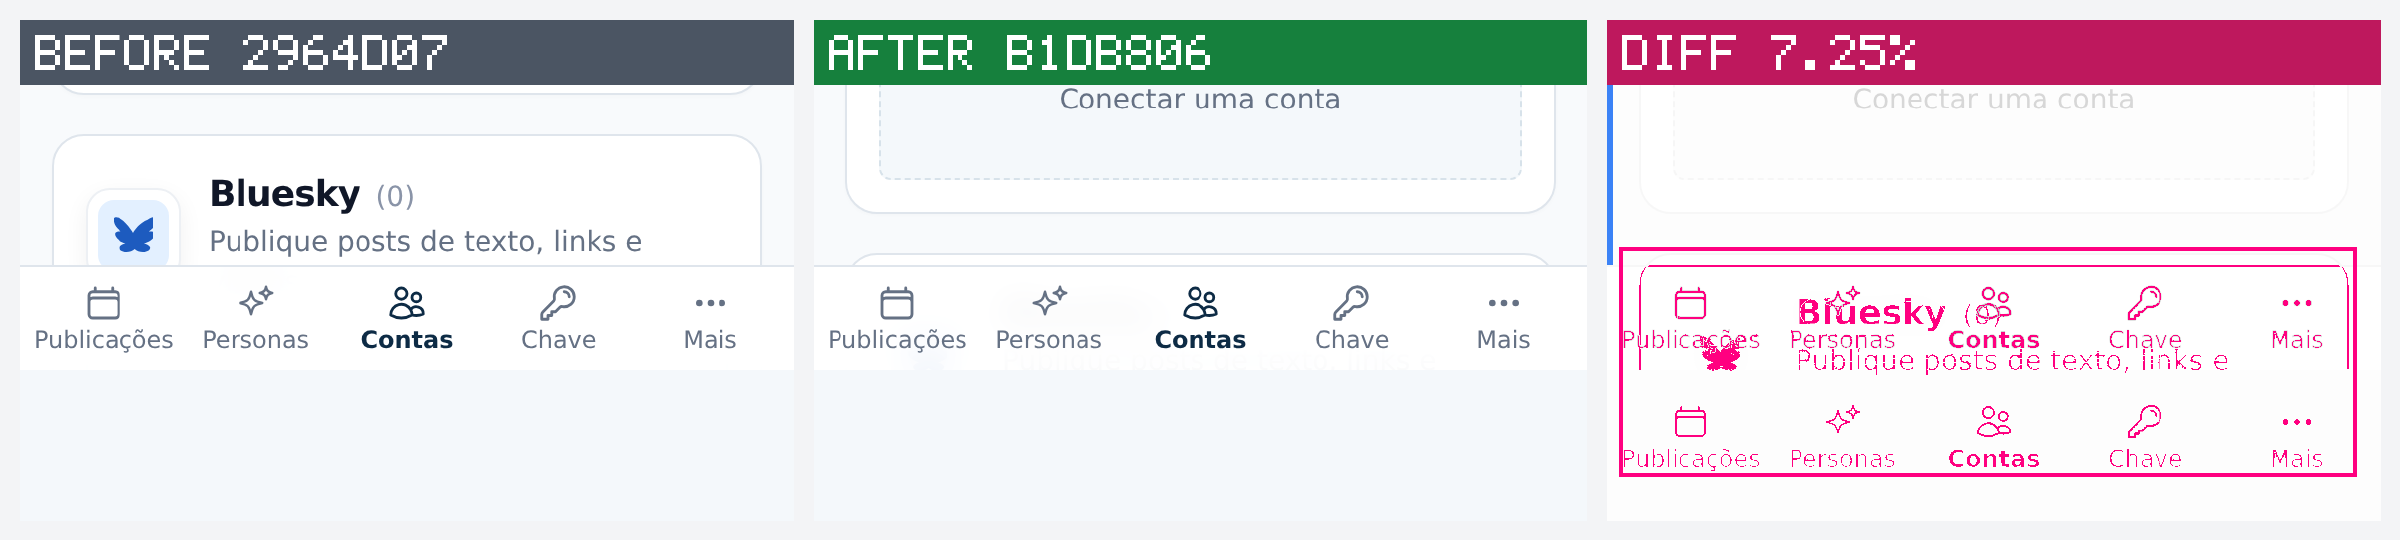 BEFORE 2964D07
Bluesky (0)
Publique posts de texto, links e
Publicações Personas Contas Chave Mais
AFTER B1DB806
Conectar uma conta
Publicações Personas Contas Chave Mais
DIFF 7.25%
Conectar uma conta
Bluesky (0)
Publicações Personas Contas Chave Mais
Publique posts de texto, links e
Publicações Personas Contas Chave Mais